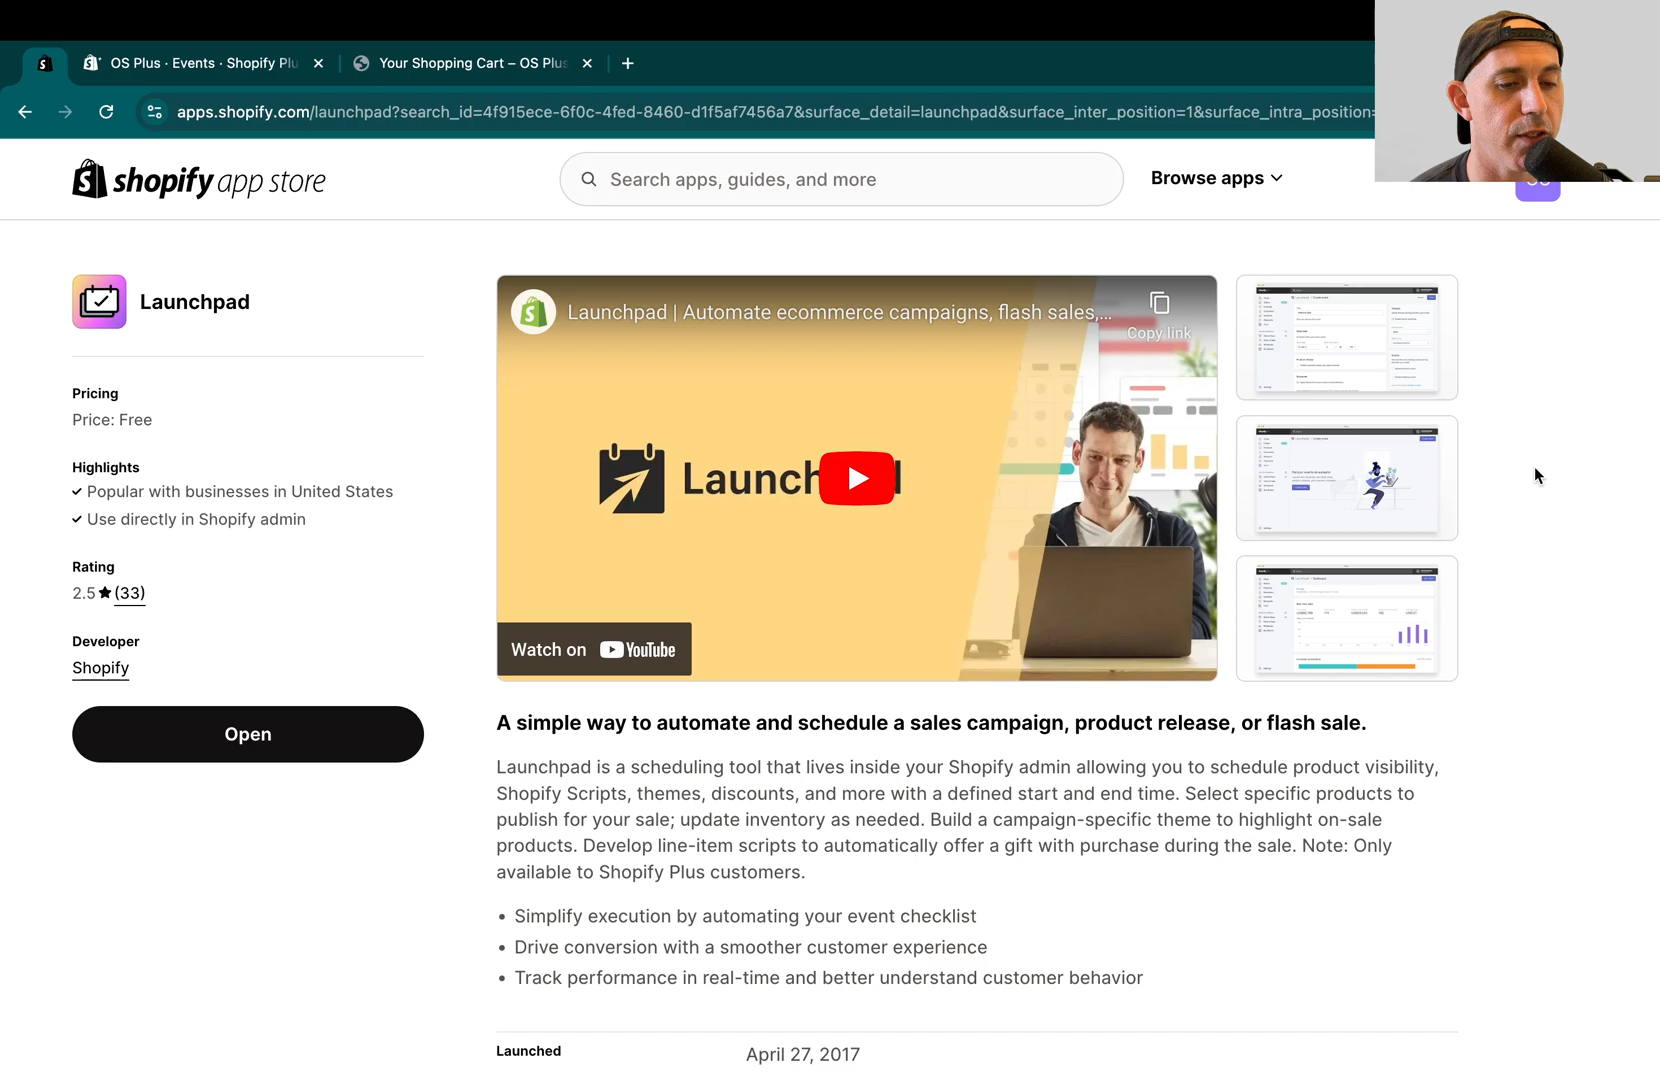 OS Plus · Events · Shopify Plu
Your Shopping Cart – OS Plus
apps.shopify.com/launchpad?search_id=4f915ece-6f0c-4fed-8460-d1f5af7456a7&surface_detail=launchpad&surface_inter_position=1&surface_intra_position=
shopify app store
Search apps, guides, and more
Browse apps
Launchpad
Pricing
Price: Free
Highlights
Popular with businesses in United States
Use directly in Shopify admin
Rating
2.5 (33)
Developer
Shopify
Open
Launchpad | Automate ecommerce campaigns, flash sales,...
Copy link
Watch on YouTube
A simple way to automate and schedule a sales campaign, product release, or flash sale.
Launchpad is a scheduling tool that lives inside your Shopify admin allowing you to schedule product visibility,
Shopify Scripts, themes, discounts, and more with a defined start and end time. Select specific products to
publish for your sale; update inventory as needed. Build a campaign-specific theme to highlight on-sale
products. Develop line-item scripts to automatically offer a gift with purchase during the sale. Note: Only
available to Shopify Plus customers.
• Simplify execution by automating your event checklist
• Drive conversion with a smoother customer experience
• Track performance in real-time and better understand customer behavior
Launched
April 27, 2017